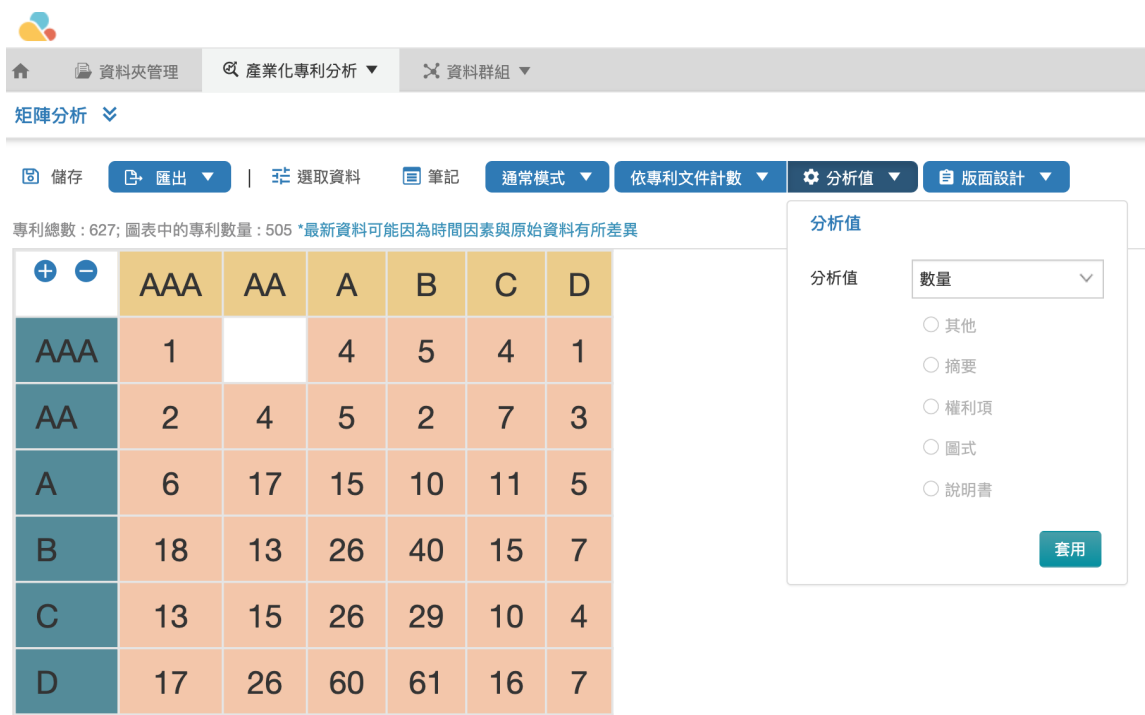 資料夾管理 產業化專利分析 ▼ 資料群組 ▼
矩陣分析
儲存 匯出 ▼ | 選取資料 筆記 通常模式 ▼ 依專利文件計數 ▼ 分析值 ▼ 版面設計 ▼
專利總數 : 627; 圖表中的專利數量 : 505 *最新資料可能因為時間因素與原始資料有所差異
AAA AA A B C D
AAA 1 4 5 4 1
AA 2 4 5 2 7 3
A 6 17 15 10 11 5
B 18 13 26 40 15 7
C 13 15 26 29 10 4
D 17 26 60 61 16 7
分析值
分析值 數量
其他
摘要
權利項
圖式
說明書
套用